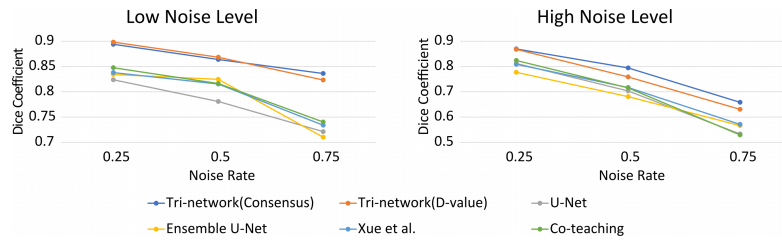 Low Noise Level
Dice Coefficient
0.9
0.85
0.8
0.75
0.7
0.25 0.5 0.75
Noise Rate
High Noise Level
Dice Coefficient
0.9
0.8
0.7
0.6
0.5
0.25 0.5 0.75
Noise Rate
Tri-network(Consensus) Tri-network(D-value) U-Net
Ensemble U-Net Xue et al. Co-teaching